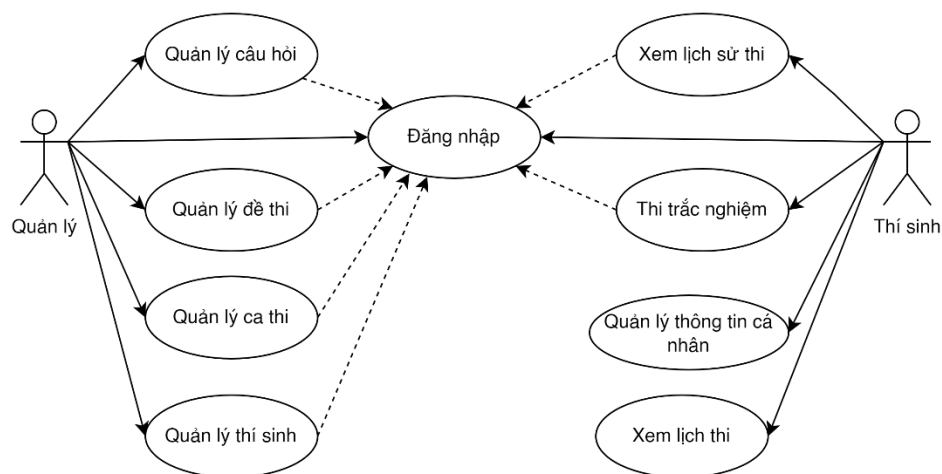 Quản lý câu hỏi
Xem lịch sử thi
Đăng nhập
Quản lý
Quản lý đề thi
Thi trắc nghiệm
Thí sinh
Quản lý ca thi
Quản lý thông tin cá
nhân
Quản lý thí sinh
Xem lịch thi